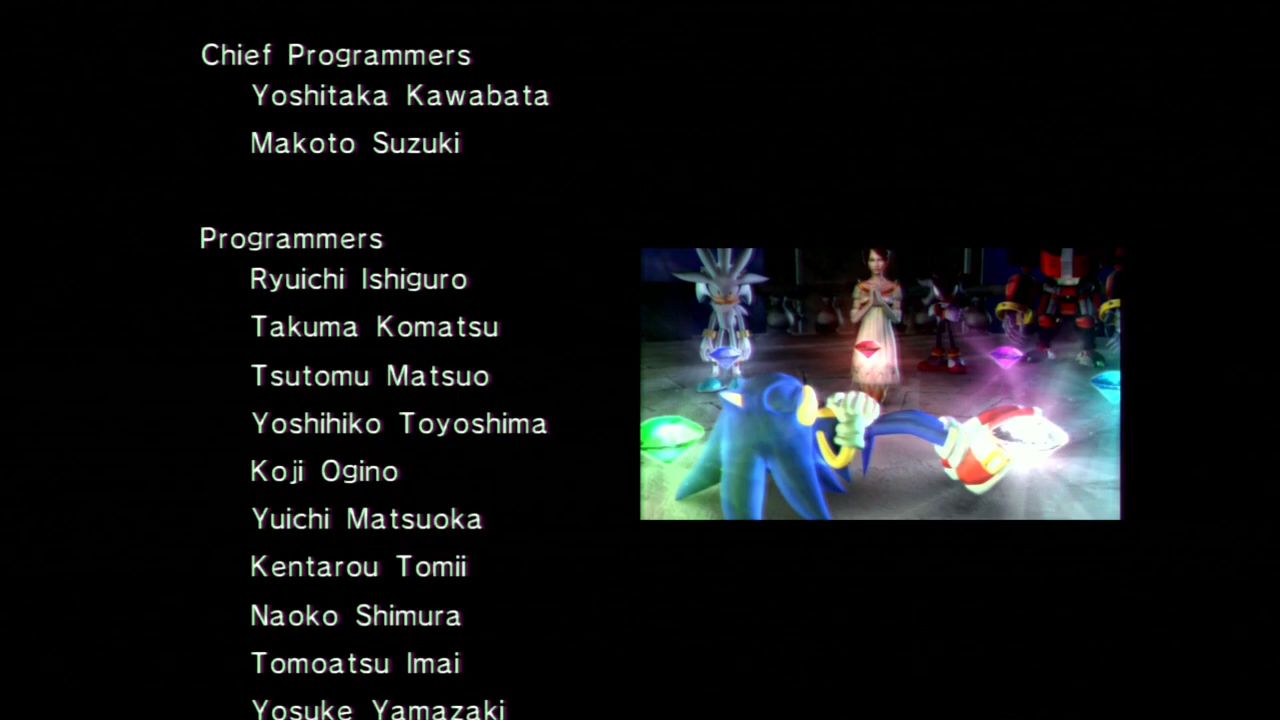 Chief Programmers
Yoshitaka Kawabata
Makoto Suzuki
Programmers
Ryuichi Ishiguro
Takuma Komatsu
Tsutomu Matsuo
Yoshihiko Toyoshima
Koji Ogino
Yuichi Matsuoka
Kentarou Tomii
Naoko Shimura
Tomoatsu Imai
Yosuke Yamazaki